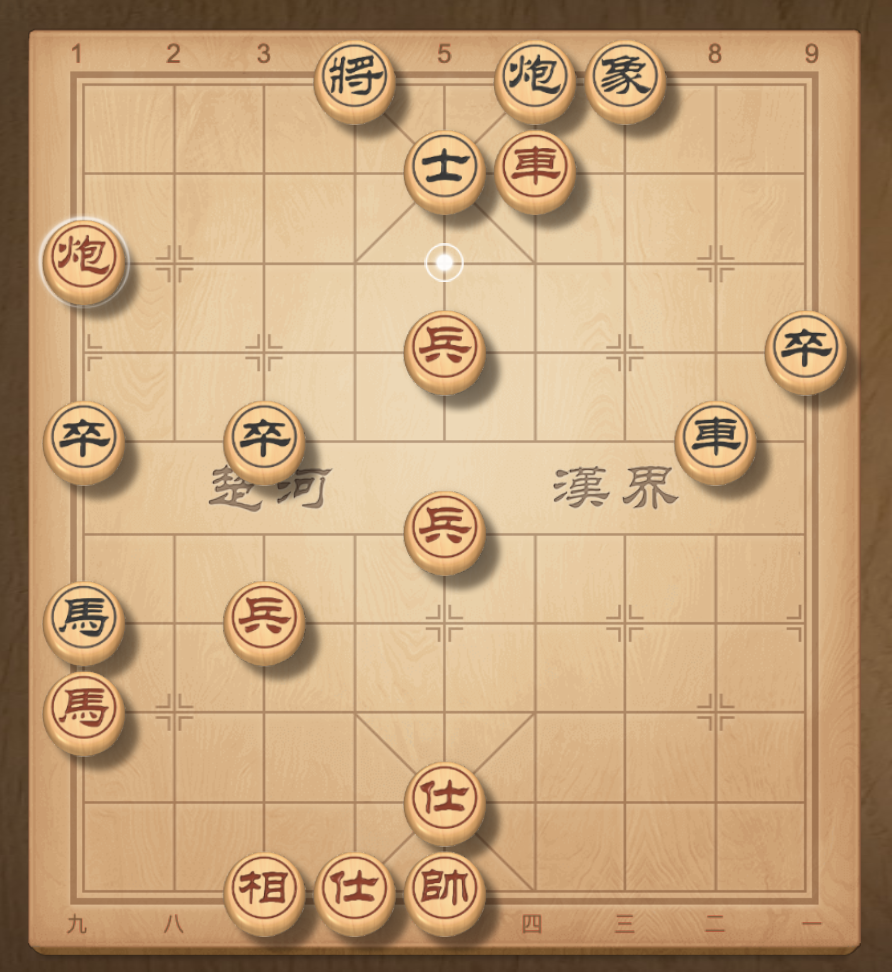 1 2 3 5 8 9
將 炮 象
士 車
炮
兵 卒
卒 卒 車
楚河 漢界
兵
馬 兵
馬
仕
相 仕 帥
九 八 四 三 二 一